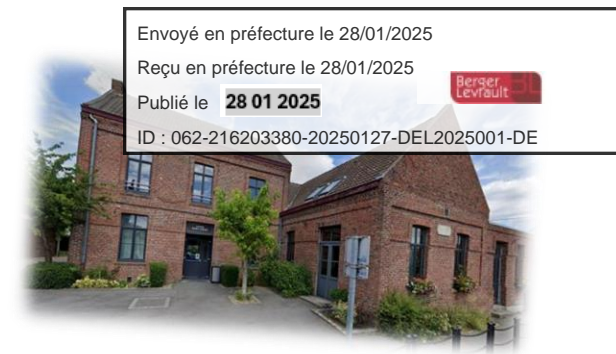 Envoyé en préfecture le 28/01/2025
Reçu en préfecture le 28/01/2025
Publié le 28 01 2025
Berger
Levrault
ID : 062-216203380-20250127-DEL2025001-DE